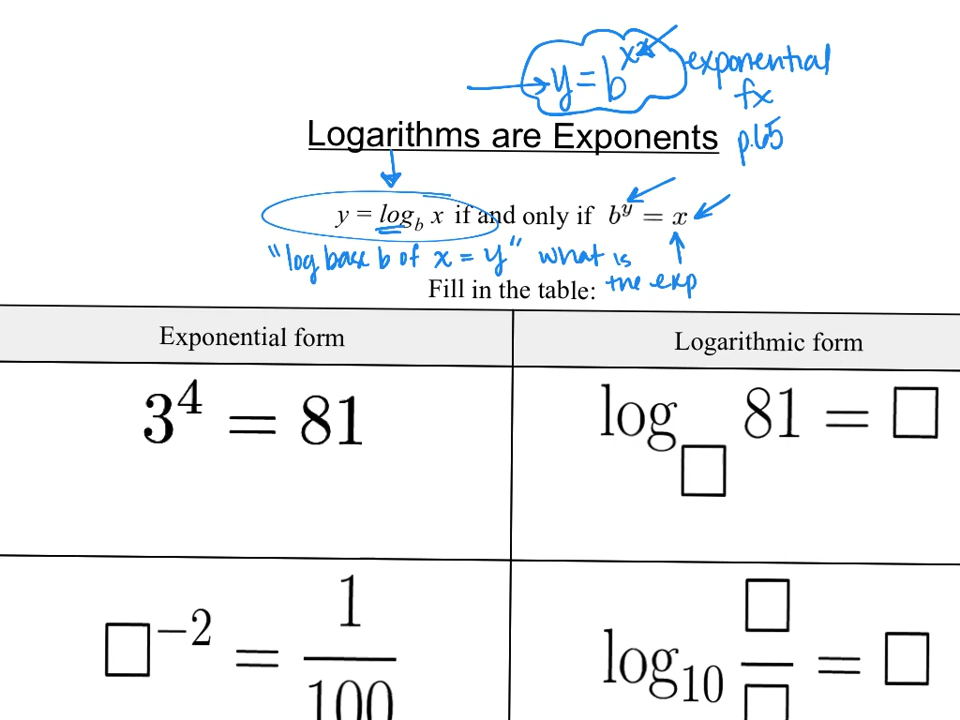 y = b^x
exponential
fx
p.65
Logarithms are Exponents
y = log_b x if and only if b^y = x
"log base b of x = y" what is
the exp
Fill in the table:
Exponential form
Logarithmic form
3^4 = 81
log_□ 81 = □
□^−2 = 1/100
log_10 □/□ = □